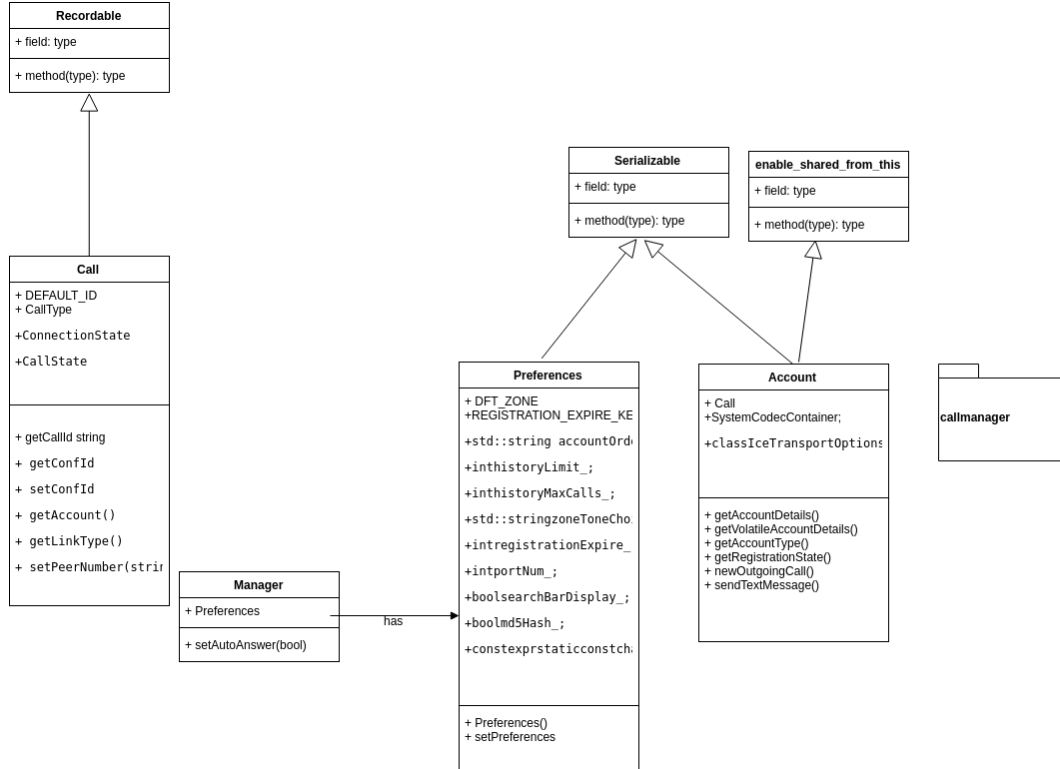 Recordable
+ field: type
+ method(type): type
Serializable
+ field: type
+ method(type): type
enable_shared_from_this
+ field: type
+ method(type): type
Call
+ DEFAULT_ID
+ CallType
+ConnectionState
+CallState
+ getCallId string
+ getConfId
+ setConfId
+ getAccount()
+ getLinkType()
+ setPeerNumber(strin
Manager
+ Preferences
+ setAutoAnswer(bool)
has
Preferences
+ DFT_ZONE
+REGISTRATION_EXPIRE_KE
+std::string accountOrd
+inthistoryLimit_;
+inthistoryMaxCalls_;
+std::stringzoneToneCho
+intregistrationExpire_
+intportNum_;
+boolsearchBarDisplay_;
+boolmd5Hash_;
+constexprstaticconstch
+ Preferences()
+ setPreferences
Account
+ Call
+SystemCodecContainer;
+classIceTransportOptions
+ getAccountDetails()
+ getVolatileAccountDetails()
+ getAccountType()
+ getRegistrationState()
+ newOutgoingCall()
+ sendTextMessage()
callmanager